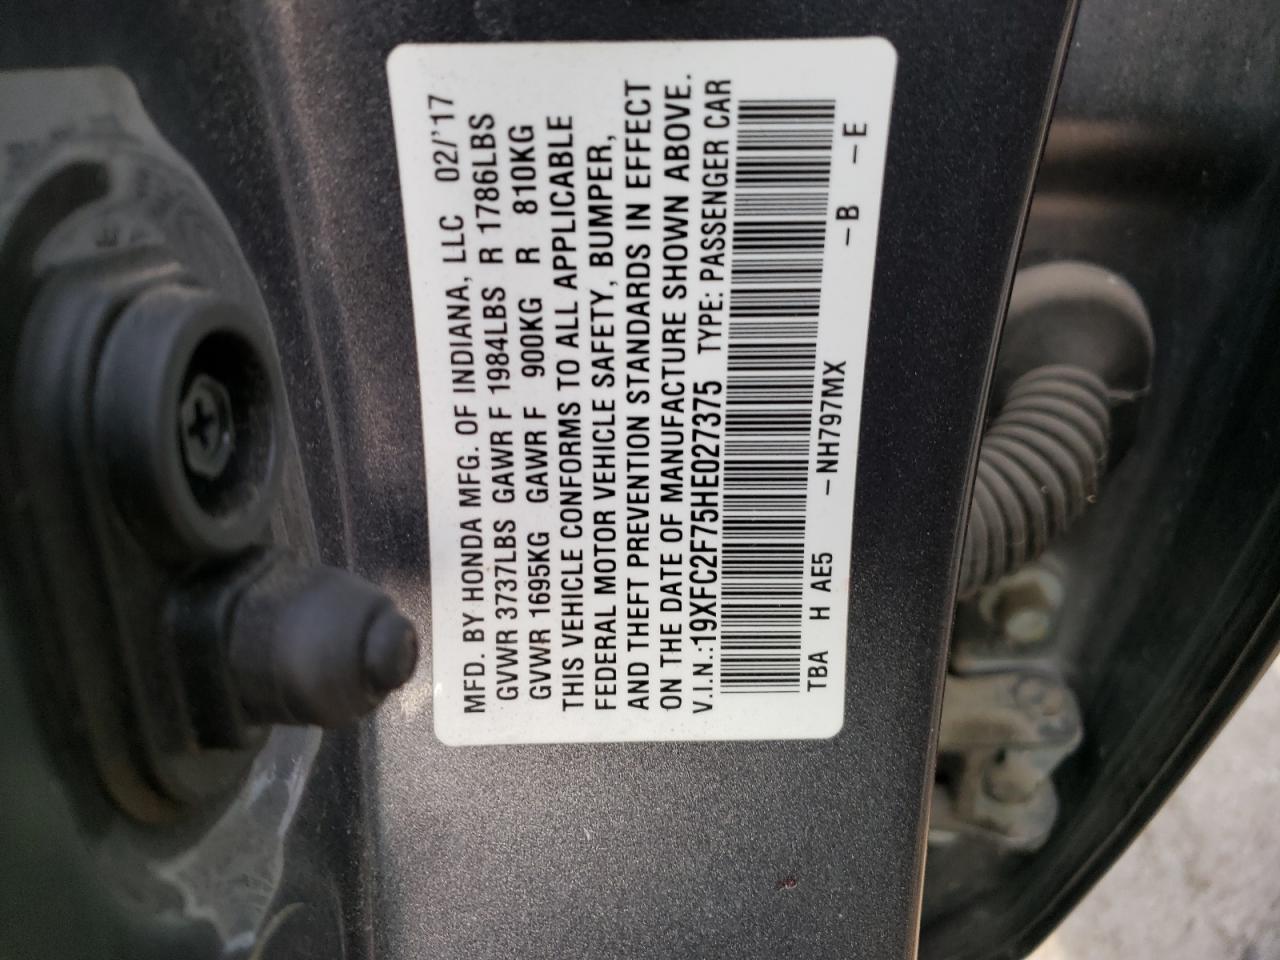 MFD. BY HONDA MFG. OF INDIANA, LLC 02/'17
GVWR 3737LBS GAWR F 1984LBS R 1786LBS
GVWR 1695KG GAWR F 900KG R 810KG
THIS VEHICLE CONFORMS TO ALL APPLICABLE
FEDERAL MOTOR VEHICLE SAFETY, BUMPER,
AND THEFT PREVENTION STANDARDS IN EFFECT
ON THE DATE OF MANUFACTURE SHOWN ABOVE.
V.I.N.:19XFC2F75HE027375 TYPE: PASSENGER CAR
TBA H AE5 -NH797MX -B -E